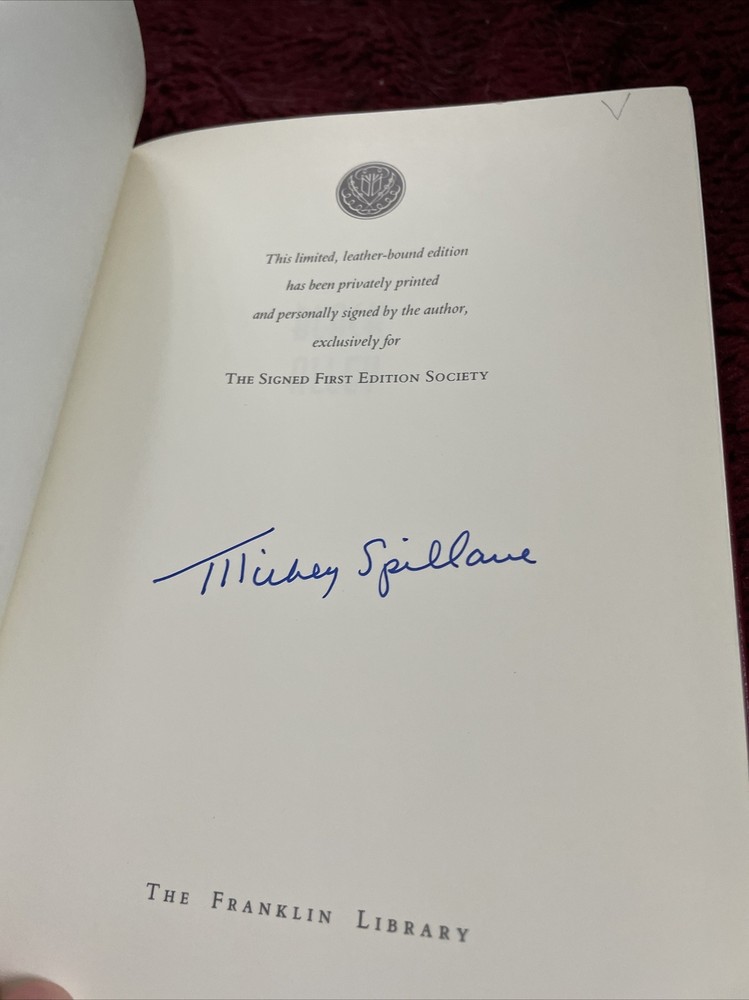 This limited, leather-bound edition
has been privately printed
and personally signed by the author,
exclusively for
THE SIGNED FIRST EDITION SOCIETY
Mickey Spillane
THE FRANKLIN LIBRARY